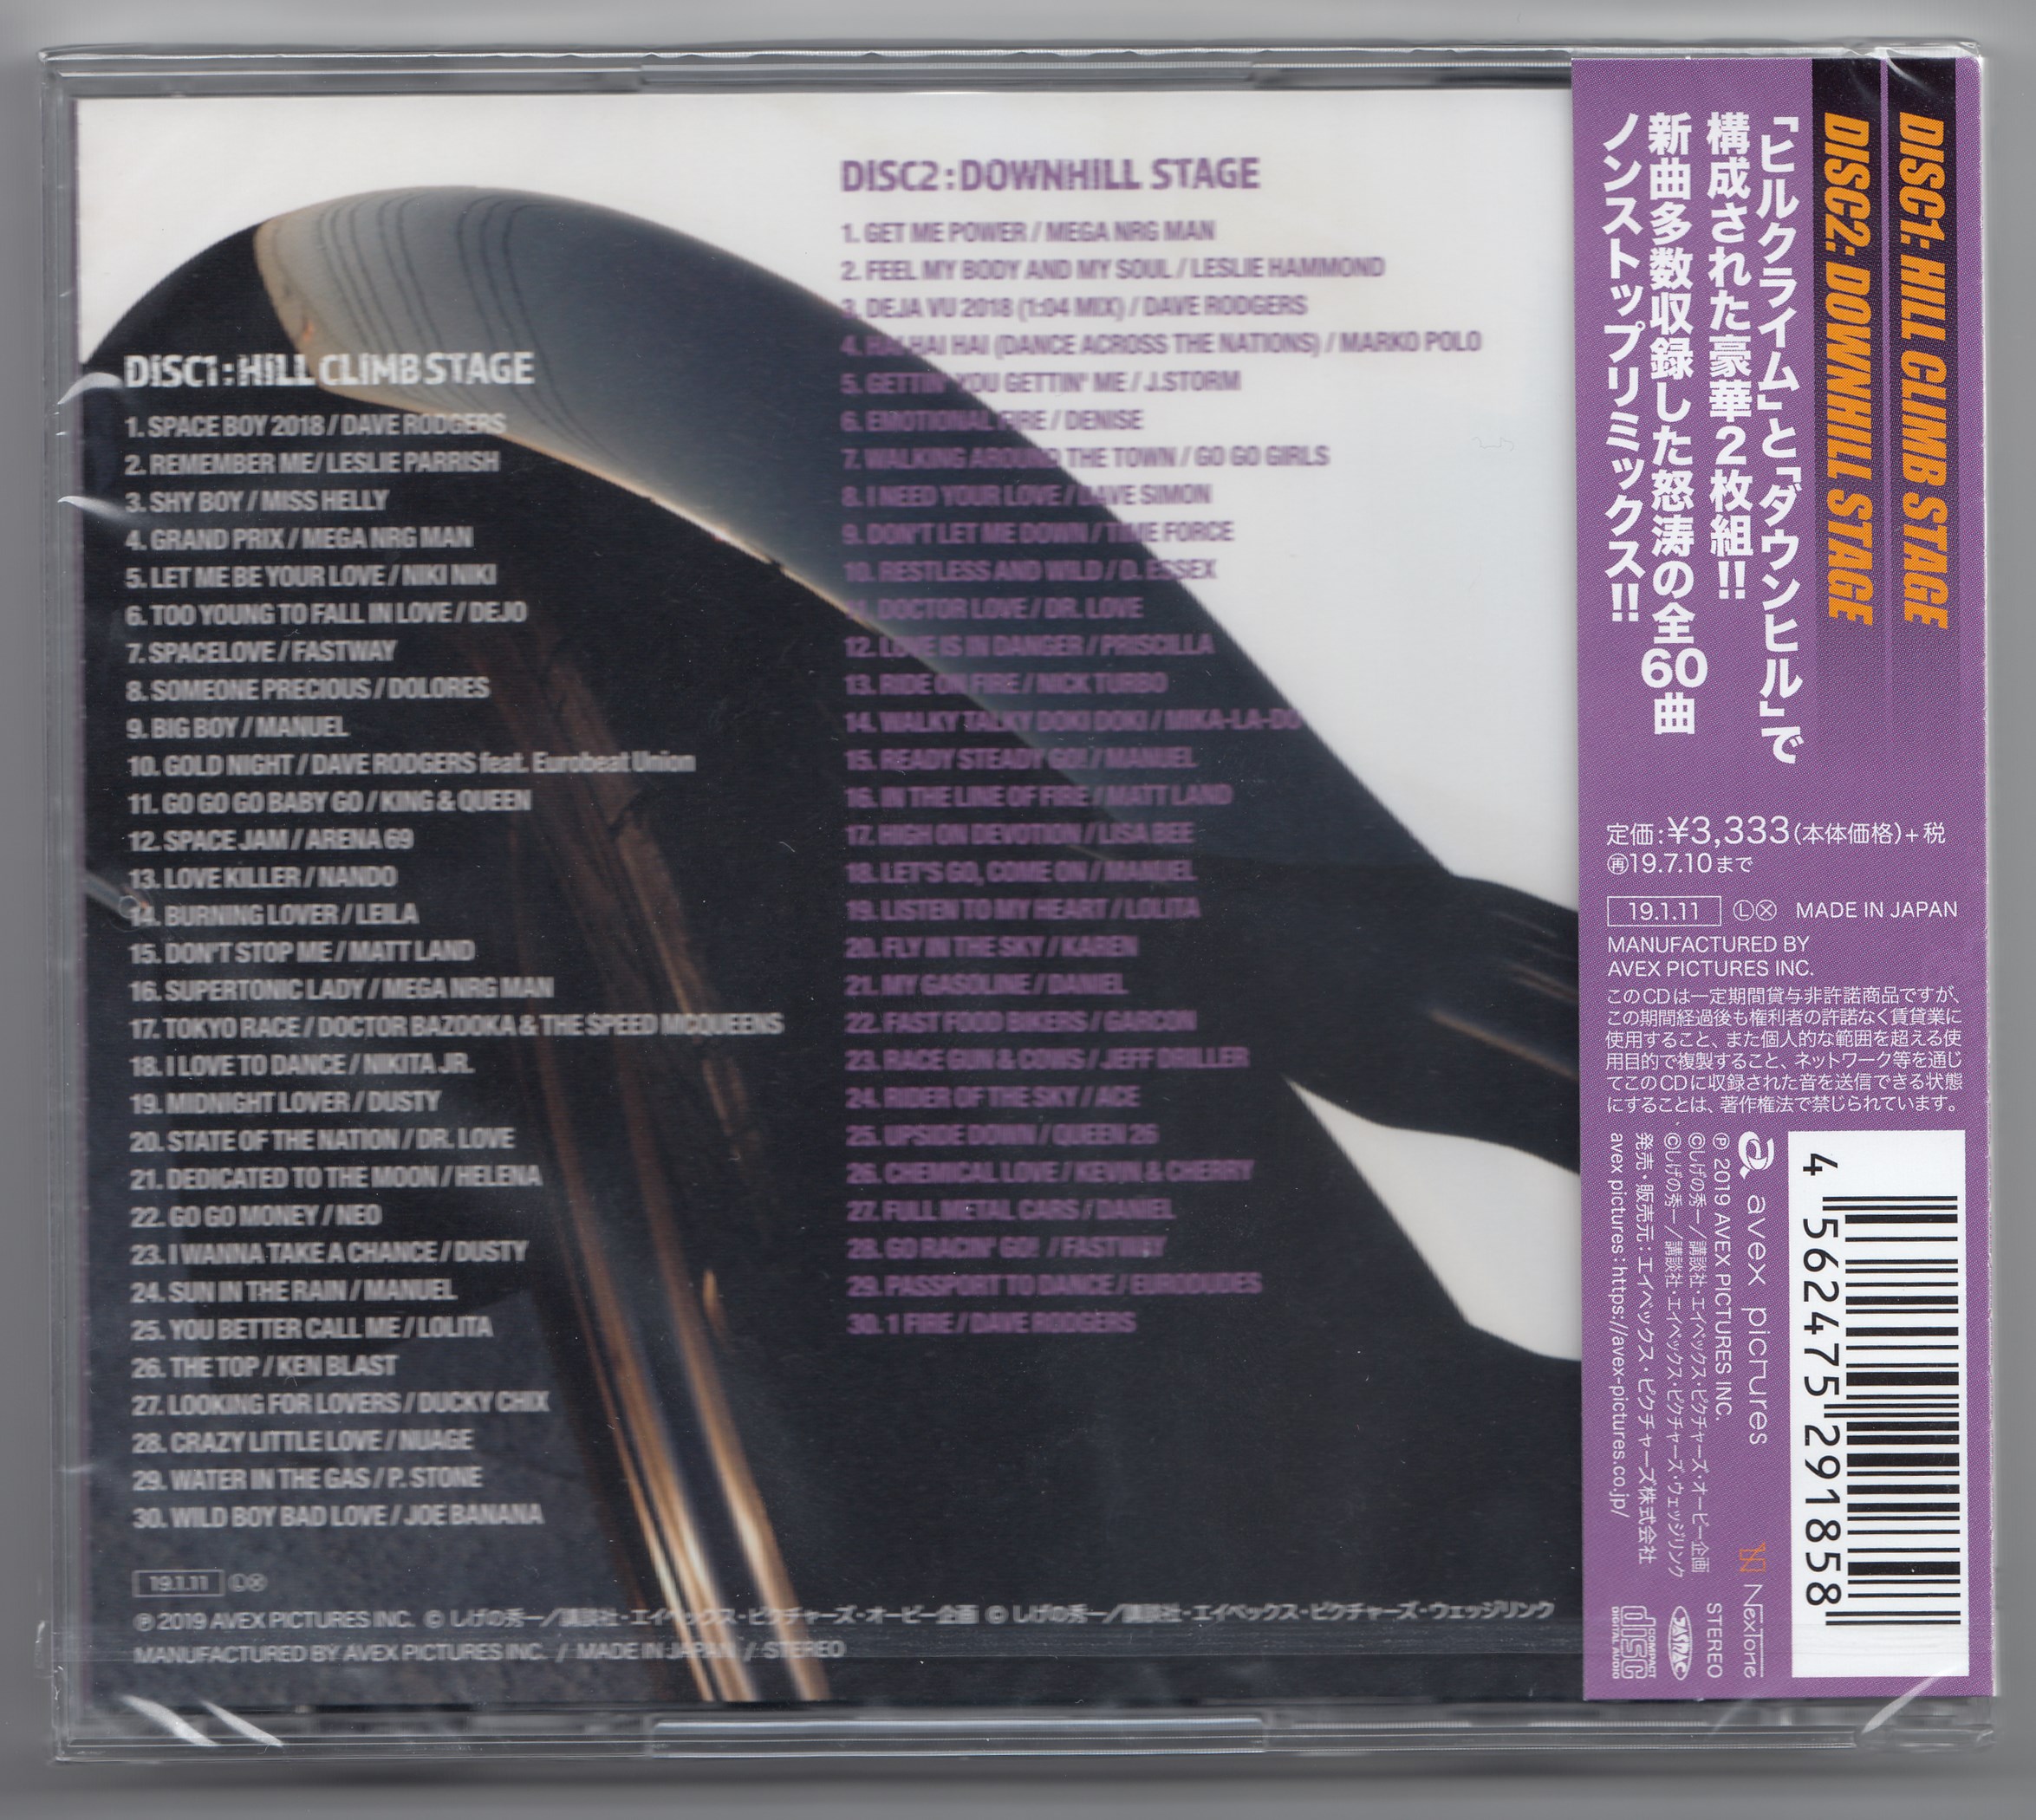 DISC1:HILL CLIMB STAGE
1. SPACE BOY 2018 / DAVE RODGERS
2. REMEMBER ME / LESLIE PARRISH
3. SHY BOY / MISS HELLY
4. GRAND PRIX / MEGA NRG MAN
5. LET ME BE YOUR LOVE / NIKI NIKI
6. TOO YOUNG TO FALL IN LOVE / DEJO
7. SPACELOVE / FASTWAY
8. SOMEONE PRECIOUS / DOLORES
9. BIG BOY / MANUEL
10. GOLD NIGHT / DAVE RODGERS feat. Eurobeat Union
11. GO GO GO BABY GO / KING & QUEEN
12. SPACE JAM / ARENA 69
13. LOVE KILLER / NANDO
14. BURNING LOVER / LEILA
15. DON'T STOP ME / MATT LAND
16. SUPERTONIC LADY / MEGA NRG MAN
17. TOKYO RACE / DOCTOR BAZOOKA & THE SPEED MCQUEENS
18. I LOVE TO DANCE / NIKITA JR.
19. MIDNIGHT LOVER / DUSTY
20. STATE OF THE NATION / DR. LOVE
21. DEDICATED TO THE MOON / HELENA
22. GO GO MONEY / NEO
23. I WANNA TAKE A CHANCE / DUSTY
24. SUN IN THE RAIN / MANUEL
25. YOU BETTER CALL ME / LOLITA
26. THE TOP / KEN BLAST
27. LOOKING FOR LOVERS / DUCKY CHIX
28. CRAZY LITTLE LOVE / NUAGE
29. WATER IN THE GAS / P. STONE
30. WILD BOY BAD LOVE / JOE BANANA
DISC2:DOWNHILL STAGE
1. GET ME POWER / MEGA NRG MAN
2. FEEL MY BODY AND MY SOUL / LESLIE HAMMOND
3. DEJA VU 2018 (1:04 MIX) / DAVE RODGERS
4. HAI HAI HAI (DANCE ACROSS THE NATIONS) / MARKO POLO
5. GETTIN' YOU GETTIN' ME / J.STORM
6. EMOTIONAL FIRE / DENISE
7. WALKING AROUND THE TOWN / GO GO GIRLS
8. I NEED YOUR LOVE / DAVE SIMON
9. DON'T LET ME DOWN / TIME FORCE
10. RESTLESS AND WILD / D. ESSEX
11. DOCTOR LOVE / DR. LOVE
12. LOVE IS IN DANGER / PRISCILLA
13. RIDE ON FIRE / NICK TURBO
14. WALKY TALKY DOKI DOKI / MIKA-LA-DO
15. READY STEADY GO! / MANUEL
16. IN THE LINE OF FIRE / MATT LAND
17. HIGH ON DEVOTION / LISA BEE
18. LET'S GO, COME ON / MANUEL
19. LISTEN TO MY HEART / LOLITA
20. FLY IN THE SKY / KAREN
21. MY GASOLINE / DANIEL
22. FAST FOOD BIKERS / GARCON
23. RACE GUN & COWS / JEFF DRILLER
24. RIDER OF THE SKY / ACE
25. UPSIDE DOWN / QUEEN 26
26. CHEMICAL LOVE / KEVIN & CHERRY
27. FULL METAL CARS / DANIEL
28. GO RACIN' GO! / FASTWAY
29. PASSPORT TO DANCE / EURODUDES
30. 1 FIRE / DAVE RODGERS
19.1.11 Ⓛⓧ
℗ 2019 AVEX PICTURES INC. © しげの秀一／講談社・エイベックス・ピクチャーズ・オービー企画 © しげの秀一／講談社・エイベックス・ピクチャーズ・ウェッジリンク
MANUFACTURED BY AVEX PICTURES INC. / MADE IN JAPAN / STEREO
DISC1: HILL CLIMB STAGE
DISC2: DOWNHILL STAGE
「ヒルクライム」と「ダウンヒル」で
構成された豪華2枚組!!
新曲多数収録した怒涛の全60曲
ノンストップリミックス!!
定価:¥3,333(本体価格)+税
㊢19.7.10まで
19.1.11 Ⓛⓧ MADE IN JAPAN
MANUFACTURED BY
AVEX PICTURES INC.
このCDは一定期間貸与非許諾商品ですが、
この期間経過後も権利者の許諾なく賃貸業に
使用すること、また個人的な範囲を超える使
用目的で複製すること、ネットワーク等を通じ
てこのCDに収録された音を送信できる状態
にすることは、著作権法で禁じられています。
4 562475 291858
avex pictures
℗ 2019 AVEX PICTURES INC.
©しげの秀一／講談社・エイベックス・ピクチャーズ・オービー企画
©しげの秀一／講談社・エイベックス・ピクチャーズ・ウェッジリンク
発売・販売元:エイベックス・ピクチャーズ株式会社
avex pictures:https://avex-pictures.co.jp/
NexTone
STEREO
JASRAC
COMPACT
disc
DIGITAL AUDIO